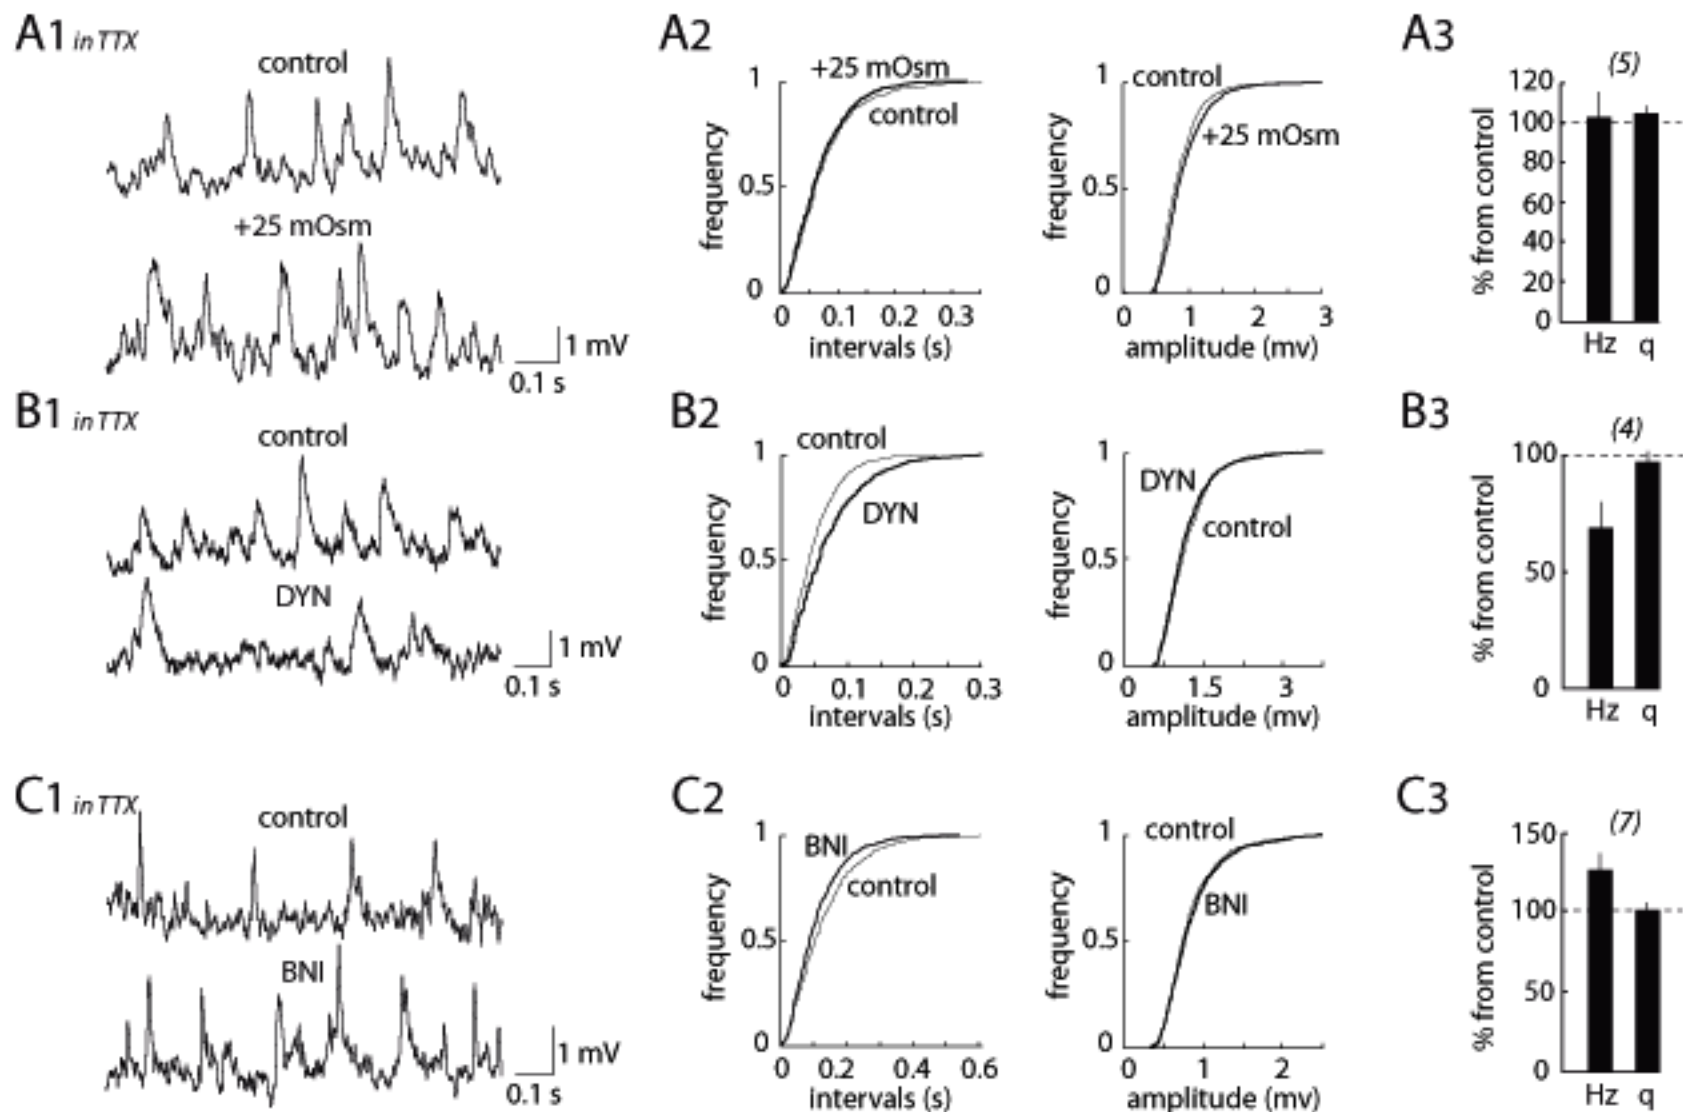 A1 in TTX
control
+25 mOsm
1 mV
0.1 s
A2
frequency
1
0.5
0
+25 mOsm
control
0 0.1 0.2 0.3
intervals (s)
frequency
1
0.5
0
control
+25 mOsm
0 1 2 3
amplitude (mv)
A3
(5)
% from control
120
100
80
60
40
20
0
Hz q
B1 in TTX
control
DYN
1 mV
0.1 s
B2
frequency
1
0.5
0
control
DYN
0 0.1 0.2 0.3
intervals (s)
frequency
1
0.5
0
DYN
control
0 1.5 3
amplitude (mv)
B3
(4)
% from control
100
50
0
Hz q
C1 in TTX
control
BNI
1 mV
0.1 s
C2
frequency
1
0.5
0
BNI
control
0 0.2 0.4 0.6
intervals (s)
frequency
1
0.5
0
control
BNI
0 1 2
amplitude (mv)
C3
(7)
% from control
150
100
50
0
Hz q